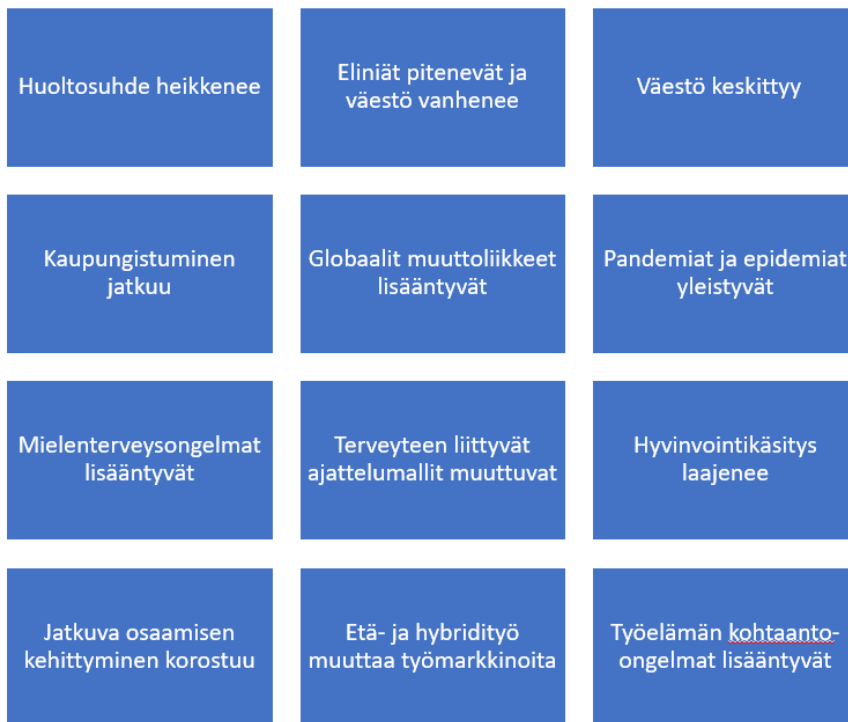 Huoltosuhde heikkenee
Eliniät pitenevät ja
väestö vanhenee
Väestö keskittyy
Kaupungistuminen
jatkuu
Globaalit muuttoliikkeet
lisääntyvät
Pandemiat ja epidemiat
yleistyvät
Mielenterveysongelmat
lisääntyvät
Terveyteen liittyvät
ajattelumallit muuttuvat
Hyvinvointikäsitys
laajenee
Jatkuva osaamisen
kehittyminen korostuu
Etä- ja hybridityö
muuttaa työmarkkinoita
Työelämän kohtaanto-
ongelmat lisääntyvät